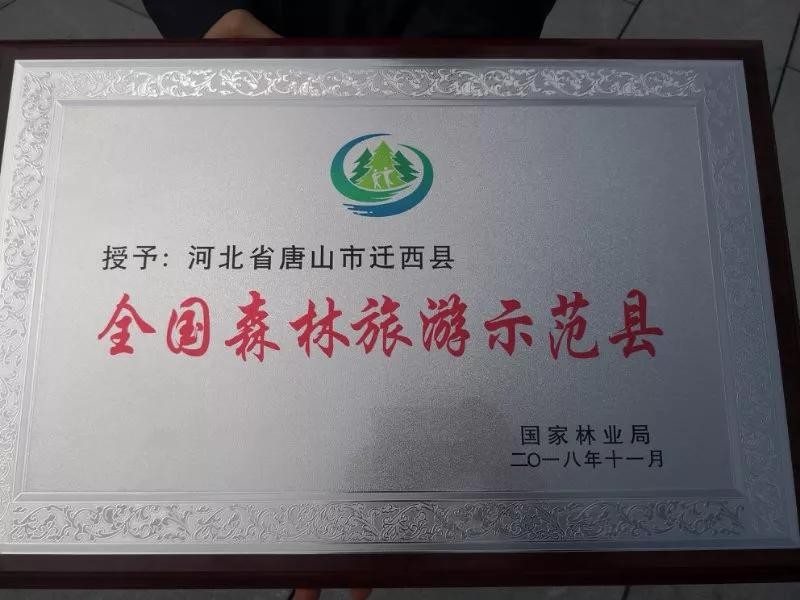 授予：河北省唐山市迁西县
全国森林旅游示范县
国家林业局
二〇一八年十一月